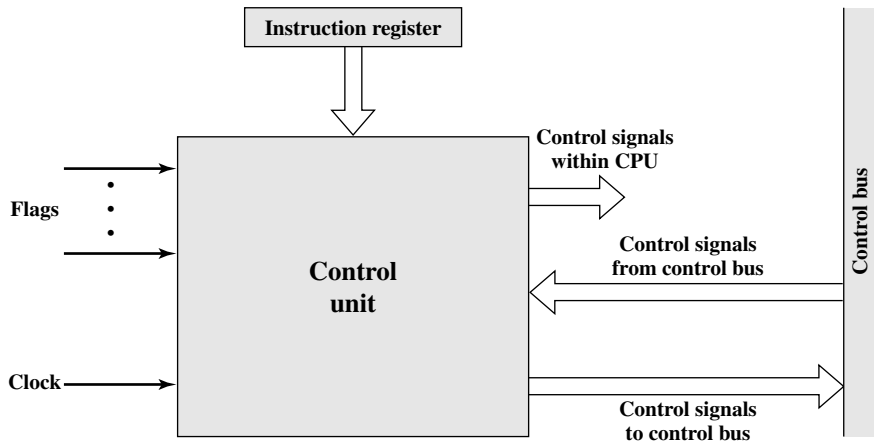 Instruction register
Control signals
within CPU
Flags
Control bus
Control signals
from control bus
Control
unit
Clock
Control signals
to control bus